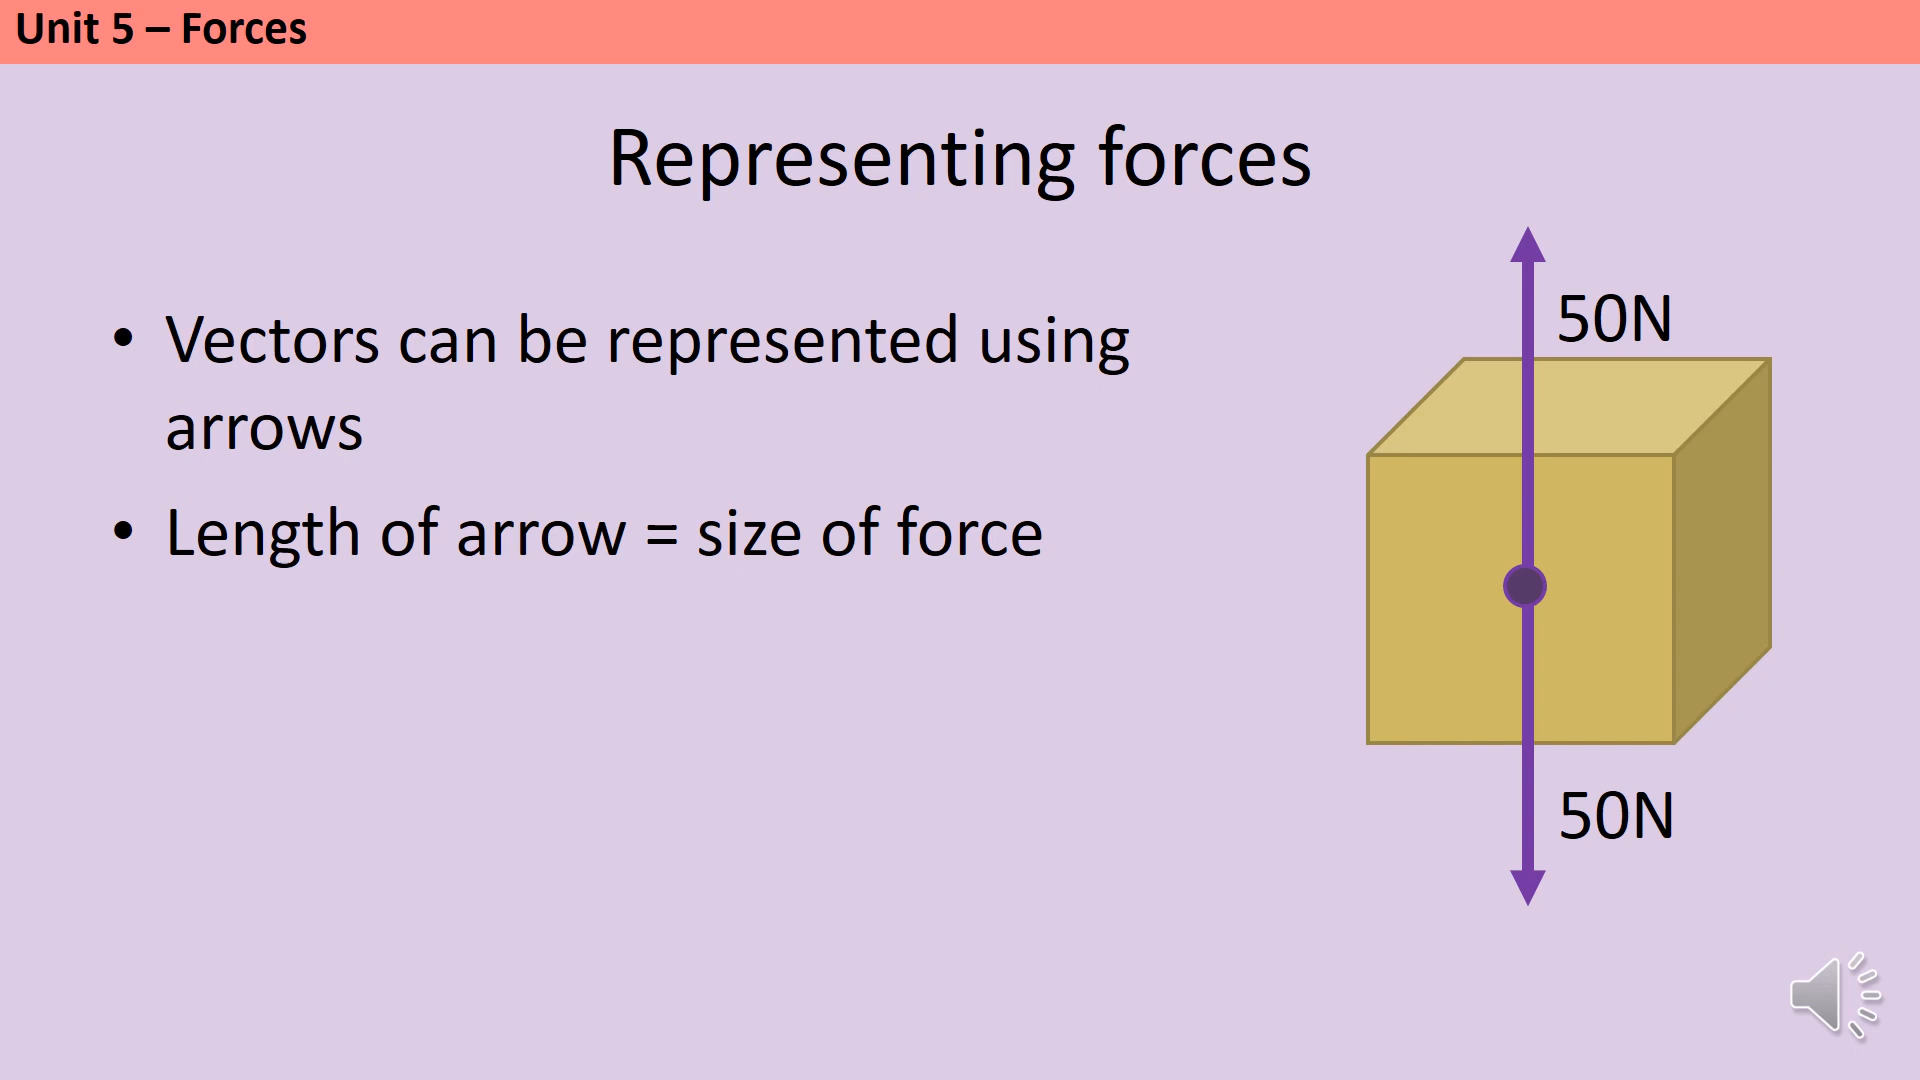 Unit 5 – Forces
Representing forces
• Vectors can be represented using
arrows
• Length of arrow = size of force
50N
50N